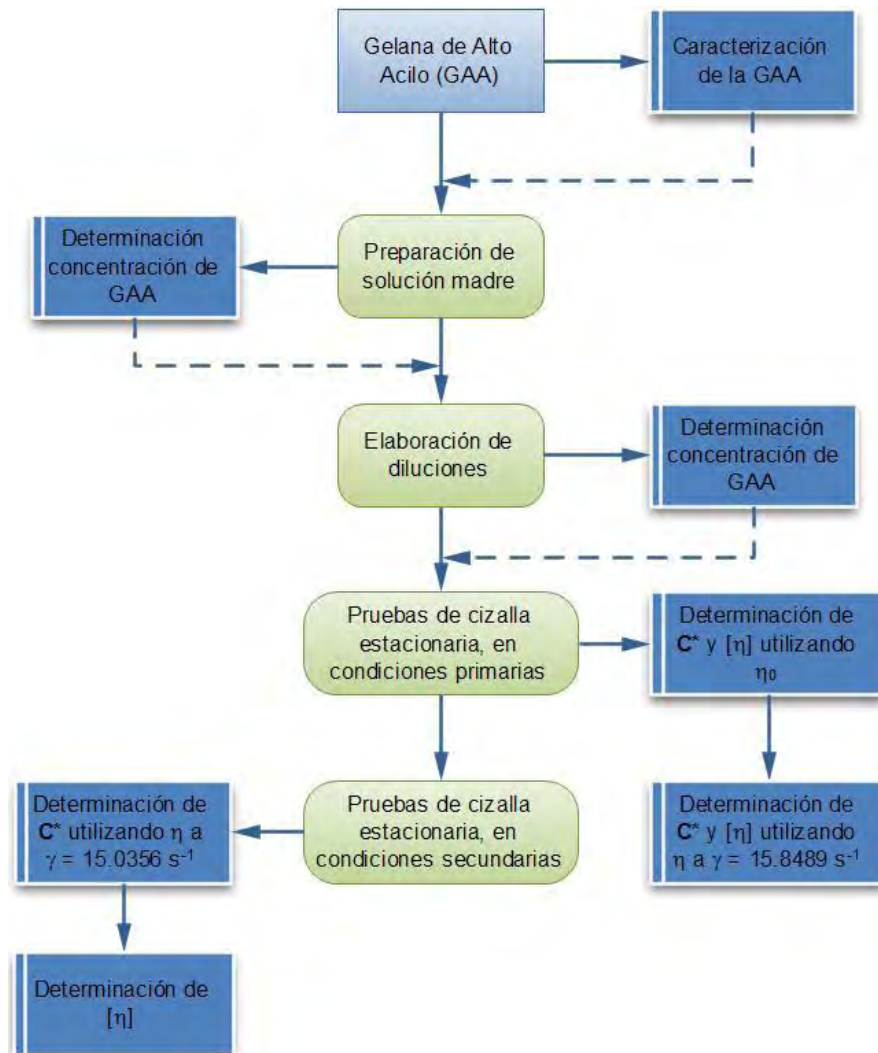 Gelana de Alto
Acilo (GAA)
Caracterización
de la GAA
Determinación
concentración de
GAA
Preparación de
solución madre
Elaboración de
diluciones
Determinación
concentración de
GAA
Pruebas de cizalla
estacionaria, en
condiciones primarias
Determinación de
C* y [η] utilizando
η₀
Determinación de
C* utilizando η a
γ = 15.0356 s⁻¹
Pruebas de cizalla
estacionaria, en
condiciones secundarias
Determinación de
C* y [η] utilizando
η a γ = 15.8489 s⁻¹
Determinación de
[η]